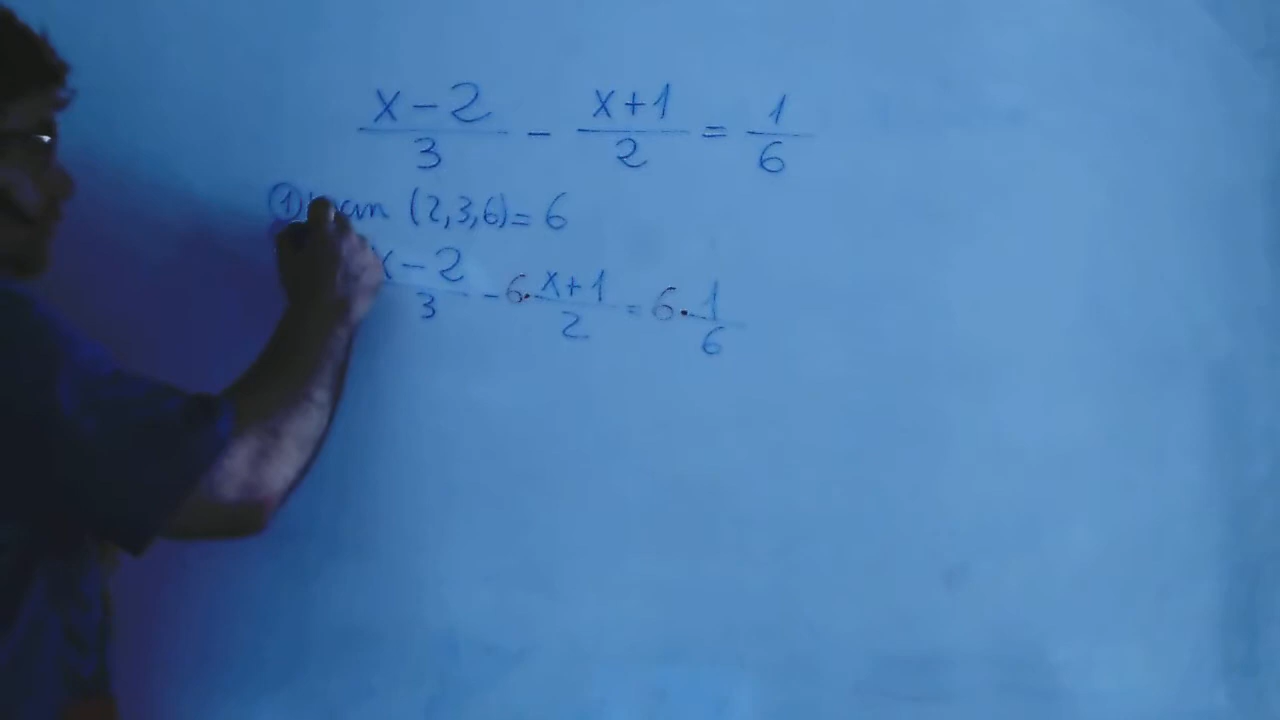 x-2/3 - x+1/2 = 1/6
① (2,3,6)= 6
x-2/3 - 6· x+1/2 = 6· 1/6